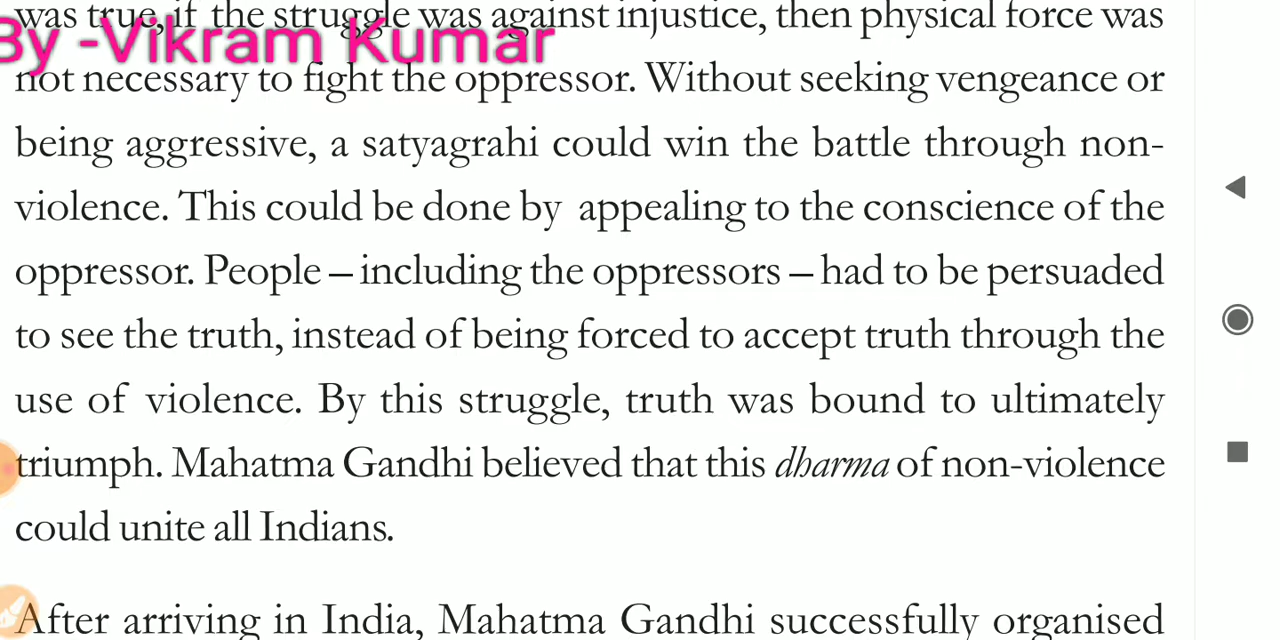 was true, if the struggle was against injustice, then physical force was
By -Vikram Kumar
not necessary to fight the oppressor. Without seeking vengeance or
being aggressive, a satyagrahi could win the battle through non-
violence. This could be done by appealing to the conscience of the
oppressor. People – including the oppressors – had to be persuaded
to see the truth, instead of being forced to accept truth through the
use of violence. By this struggle, truth was bound to ultimately
triumph. Mahatma Gandhi believed that this dharma of non-violence
could unite all Indians.
After arriving in India, Mahatma Gandhi successfully organised